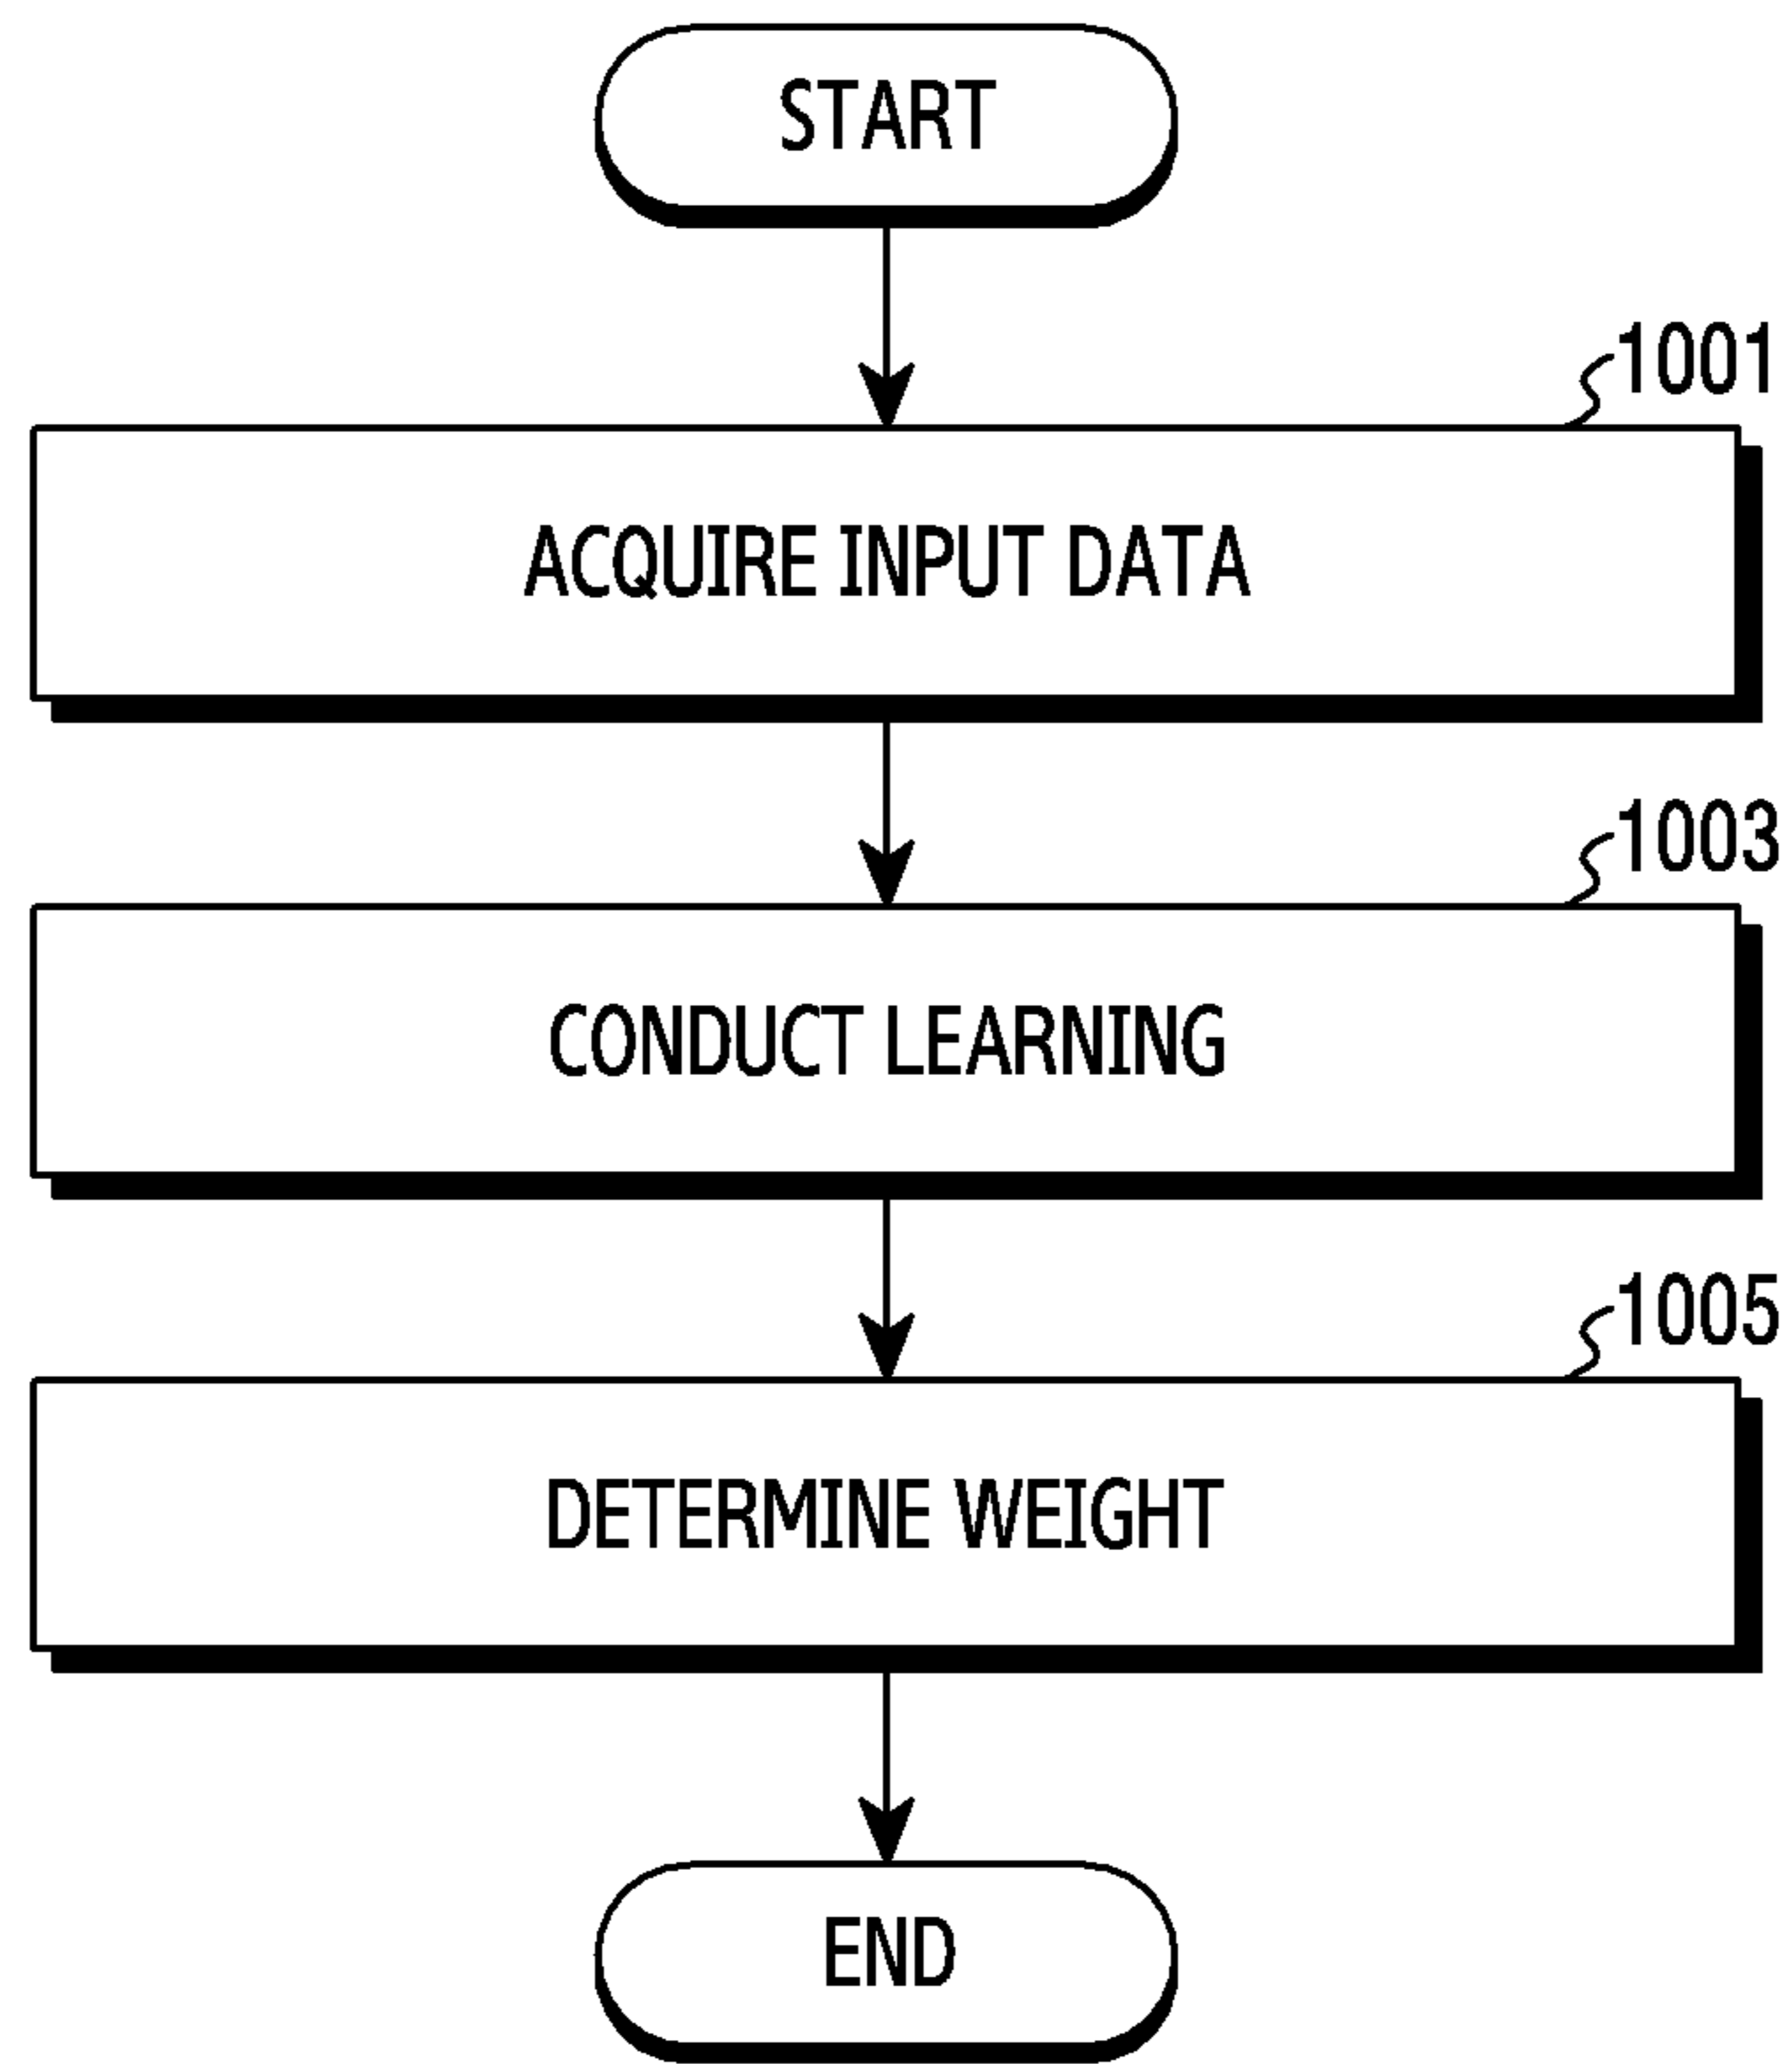 START
1001
ACQUIRE INPUT DATA
1003
CONDUCT LEARNING
1005
DETERMINE WEIGHT
END